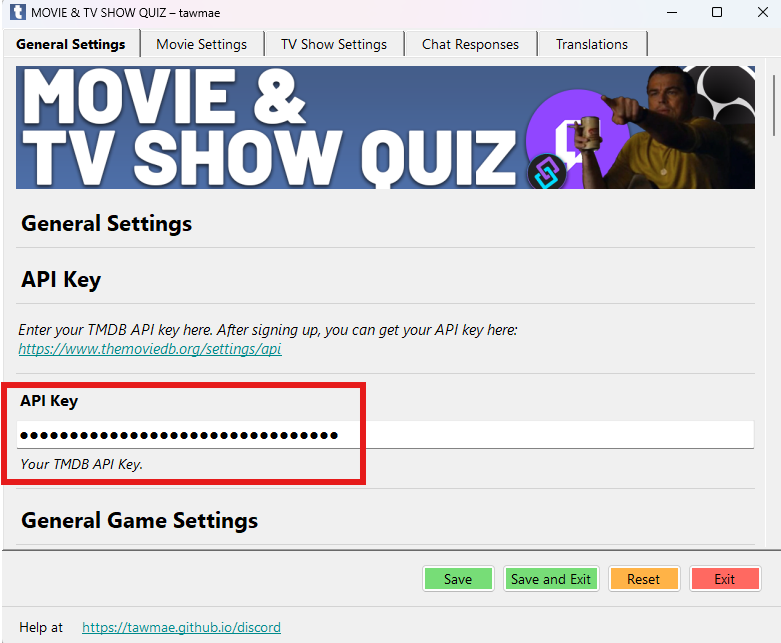 MOVIE & TV SHOW QUIZ – tawmae
General Settings Movie Settings TV Show Settings Chat Responses Translations
MOVIE &
TV SHOW QUIZ
General Settings
API Key
Enter your TMDB API key here. After signing up, you can get your API key here:
https://www.themoviedb.org/settings/api
API Key
●●●●●●●●●●●●●●●●●●●●●●●●●●●●●●●●
Your TMDB API Key.
General Game Settings
Save Save and Exit Reset Exit
Help at https://tawmae.github.io/discord